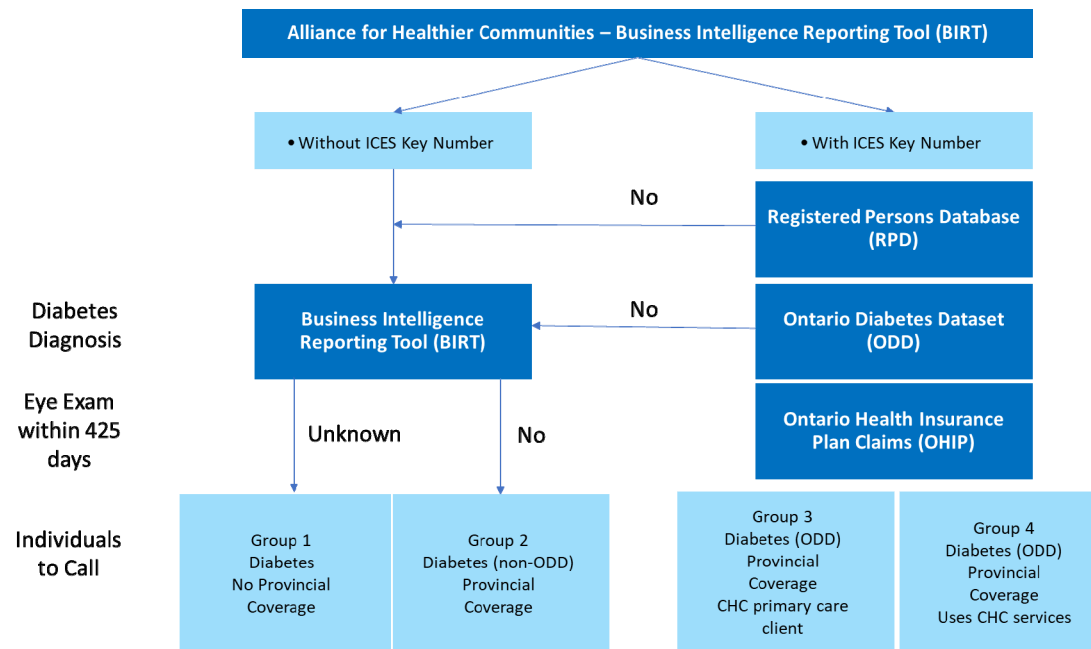 Alliance for Healthier Communities – Business Intelligence Reporting Tool (BIRT)
• Without ICES Key Number
• With ICES Key Number
No
Registered Persons Database
(RPD)
Diabetes
Diagnosis
Business Intelligence
Reporting Tool (BIRT)
No
Ontario Diabetes Dataset
(ODD)
Eye Exam
within 425
days
Unknown
No
Ontario Health Insurance
Plan Claims (OHIP)
Individuals
to Call
Group 1
Diabetes
No Provincial
Coverage
Group 2
Diabetes (non-ODD)
Provincial
Coverage
Group 3
Diabetes (ODD)
Provincial
Coverage
CHC primary care
client
Group 4
Diabetes (ODD)
Provincial
Coverage
Uses CHC services